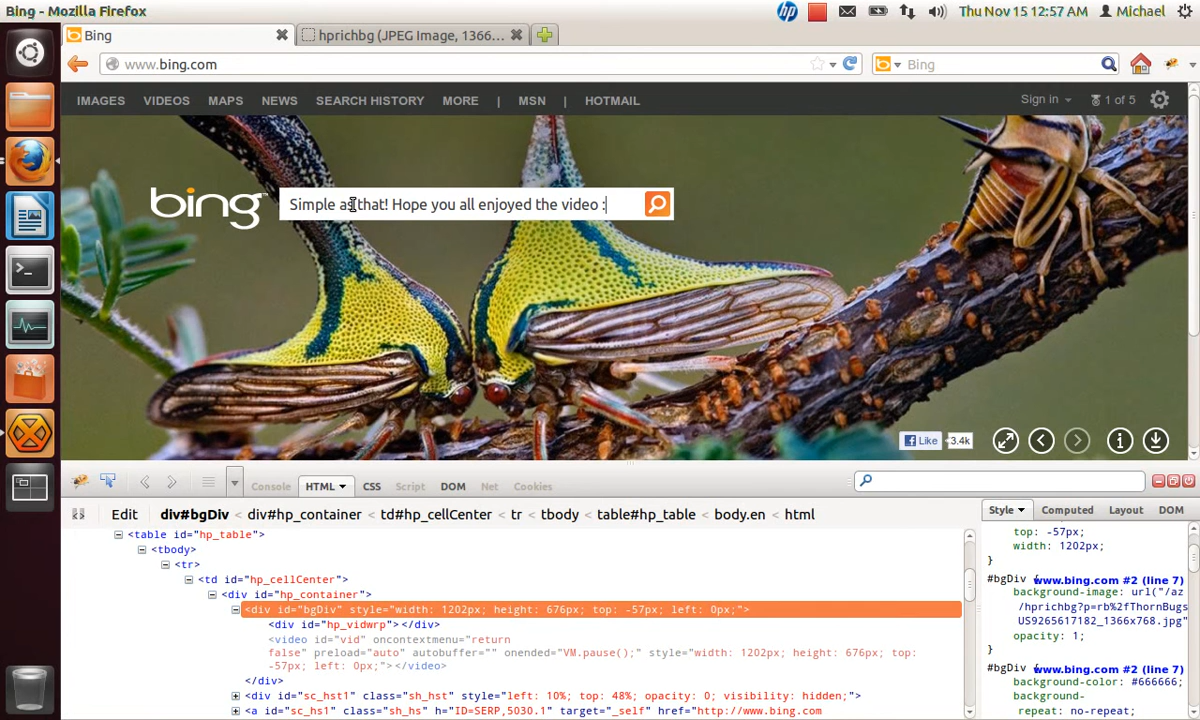 Bing - Mozilla Firefox
hp
Thu Nov 15 12:57 AM
Michael
Bing
hprichbg (JPEG Image, 1366...
www.bing.com
Bing
IMAGES VIDEOS MAPS NEWS SEARCH HISTORY MORE | MSN | HOTMAIL
Sign in
1 of 5
bing™
Simple as that! Hope you all enjoyed the video :
Like 3.4k
Console HTML CSS Script DOM Net Cookies
Edit div#bgDiv < div#hp_container < td#hp_cellCenter < tr < tbody < table#hp_table < body.en < html
Style Computed Layout DOM
<table id="hp_table">
<tbody>
<tr>
<td id="hp_cellCenter">
<div id="hp_container">
<div id="bgDiv" style="width: 1202px; height: 676px; top: -57px; left: 0px;">
<div id="hp_vidwrp"></div>
<video id="vid" oncontextmenu="return
false" preload="auto" autobuffer="" onended="VM.pause();" style="width: 1202px; height: 676px; top:
-57px; left: 0px;"></video>
</div>
<div id="sc_hst1" class="sh_hst" style="left: 10%; top: 48%; opacity: 0; visibility: hidden;">
<a id="sc_hs1" class="sh_hs" h="ID=SERP,5030.1" target="_self" href="http://www.bing.com
top: -57px;
width: 1202px;
}
#bgDiv { www.bing.com #2 (line 7)
background-image: url("/az
/hprichbg?p=rb%2fThornBugs
US9265617182_1366x768.jpg"
opacity: 1;
}
#bgDiv { www.bing.com #2 (line 7)
background-color: #666666;
background-
repeat: no-repeat;